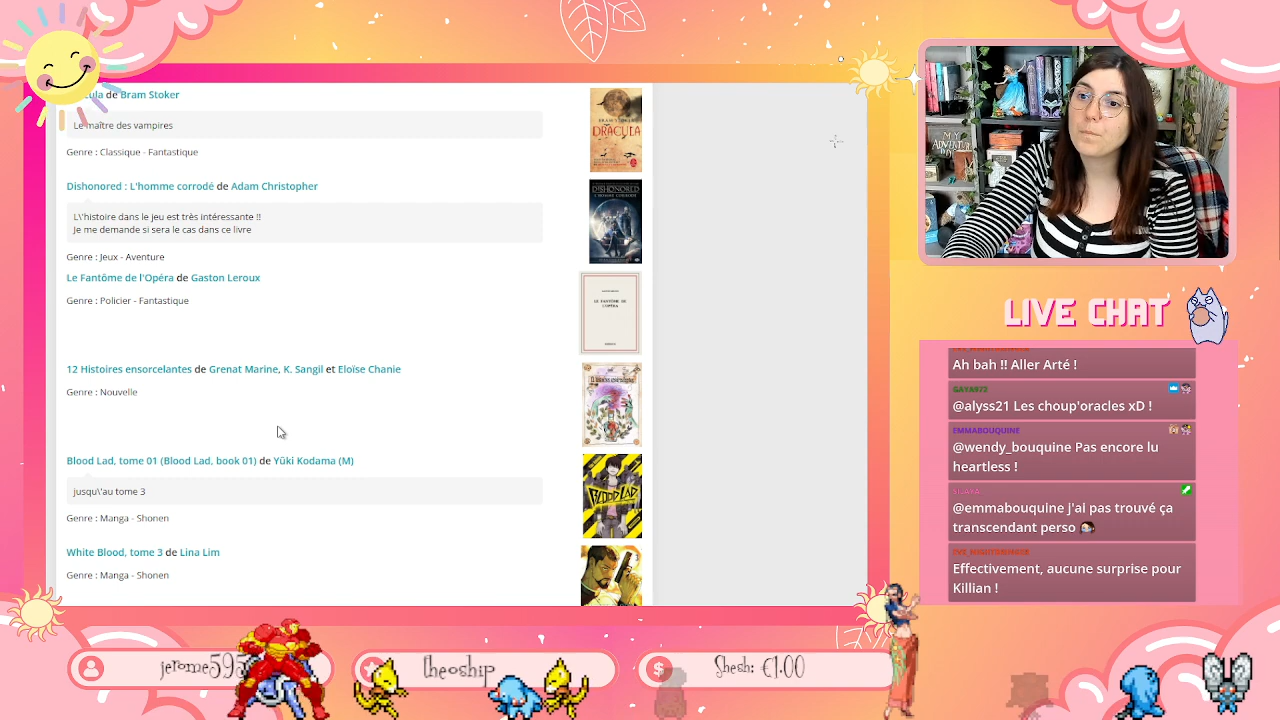 de Bram Stoker
Le maître des vampires
Genre : Classique - Fantastique
BRAM STOKER
DRACULA
Dishonored : L'homme corrodé de Adam Christopher
DISHONORED
L\'histoire dans le jeu est très intéressante !!
Je me demande si sera le cas dans ce livre
Genre : Jeux - Aventure
Le Fantôme de l'Opéra de Gaston Leroux
Genre : Policier - Fantastique
LE FANTÔME DE
L'OPÉRA
12 Histoires ensorcelantes de Grenat Marine, K. Sangil et Eloïse Chanie
Genre : Nouvelle
Blood Lad, tome 01 (Blood Lad, book 01) de Yûki Kodama (M)
jusqu\'au tome 3
BLOOD LAD
Genre : Manga - Shonen
White Blood, tome 3 de Lina Lim
Genre : Manga - Shonen
MY
ADVENTURE
LIVE CHAT
Ah bah !! Aller Arté !
GAYA972
@alyss21 Les choup'oracles xD !
EMMABOUQUINE
@wendy_bouquine Pas encore lu
heartless !
@emmabouquine j'ai pas trouvé ça
transcendant perso
Effectivement, aucune surprise pour
Killian !
jerome595
theoship
Shesh: €1.00